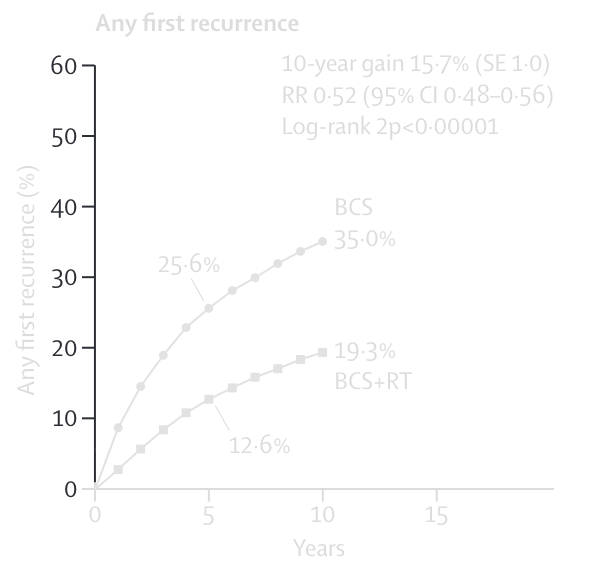 Any first recurrence
10-year gain 15·7% (SE 1·0)
RR 0·52 (95% CI 0·48–0·56)
Log-rank 2p<0·00001
60
50
40
30
20
10
0
Any first recurrence (%)
BCS
35·0%
25·6%
19·3%
BCS+RT
12·6%
0 5 10 15
Years